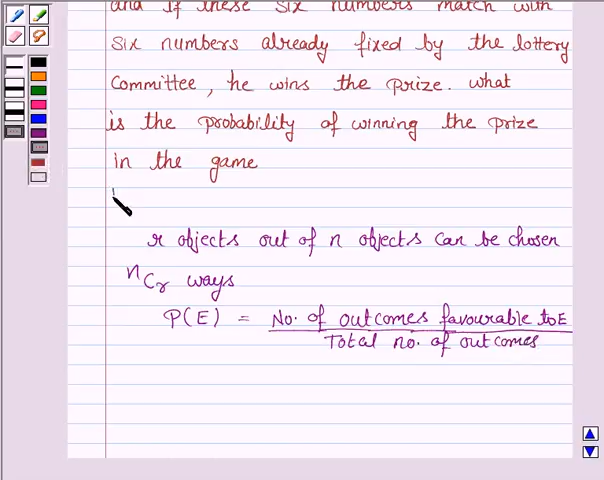 and if these six numbers match with
six numbers already fixed by the lottery
Committee, he wins the prize. what
is the probability of winning the prize
in the game
r objects out of n objects can be chosen
ⁿCᵣ ways
P(E) = No. of outcomes favourable to E
Total no. of outcomes